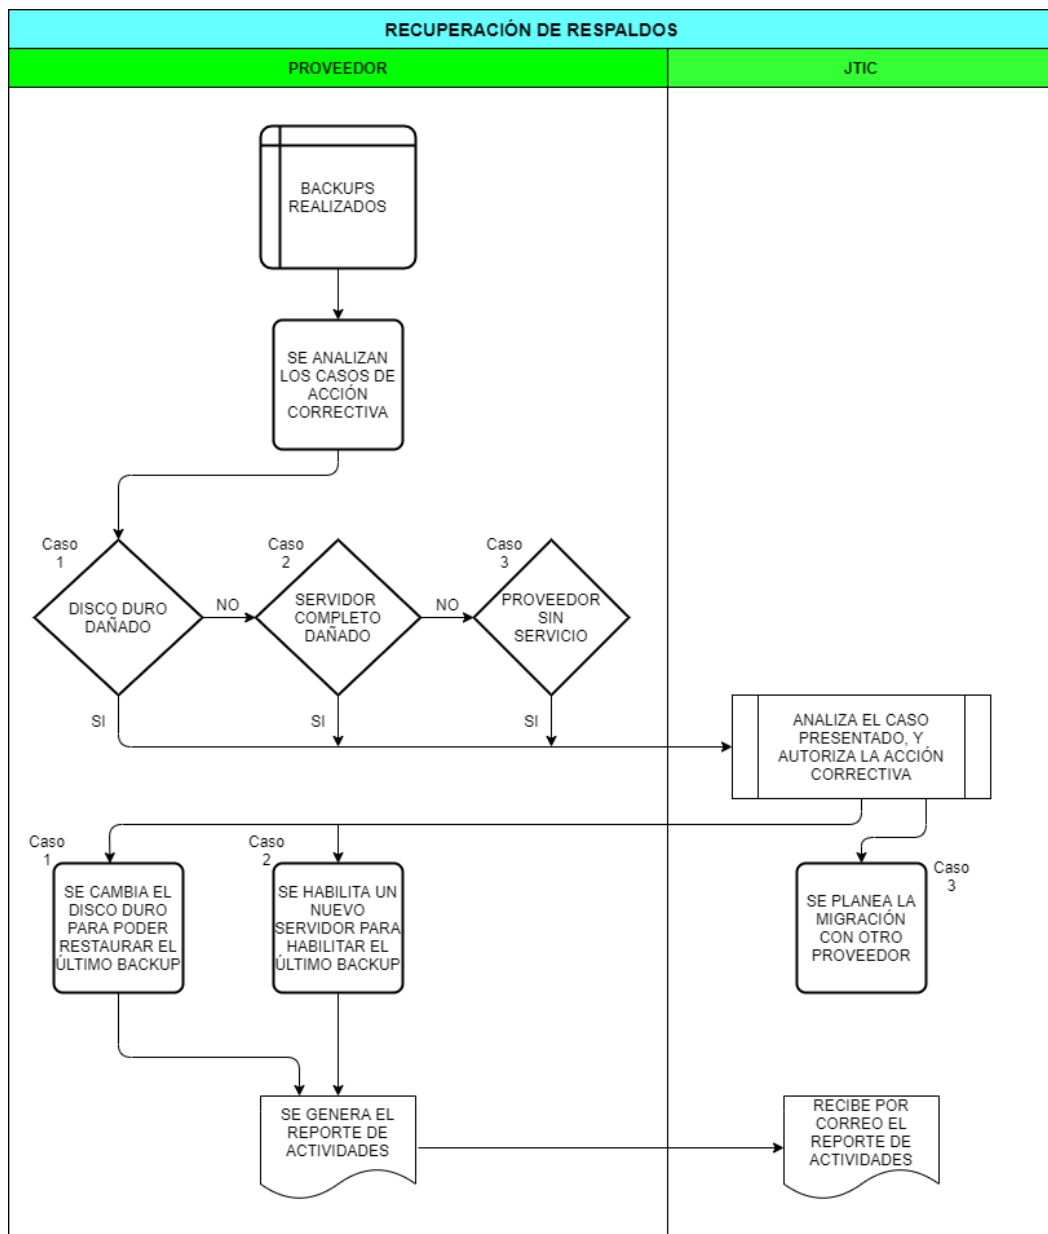 RECUPERACIÓN DE RESPALDOS
PROVEEDOR
JTIC
BACKUPS
REALIZADOS
SE ANALIZAN
LOS CASOS DE
ACCIÓN
CORRECTIVA
Caso
1
DISCO DURO
DAÑADO
NO
Caso
2
SERVIDOR
COMPLETO
DAÑADO
NO
Caso
3
PROVEEDOR
SIN
SERVICIO
SI
SI
SI
ANALIZA EL CASO
PRESENTADO, Y
AUTORIZA LA ACCIÓN
CORRECTIVA
Caso
1
SE CAMBIA EL
DISCO DURO
PARA PODER
RESTAURAR EL
ÚLTIMO BACKUP
Caso
2
SE HABILITA UN
NUEVO
SERVIDOR PARA
HABILITAR EL
ÚLTIMO BACKUP
Caso
3
SE PLANEA LA
MIGRACIÓN
CON OTRO
PROVEEDOR
SE GENERA EL
REPORTE DE
ACTIVIDADES
RECIBE POR
CORREO EL
REPORTE DE
ACTIVIDADES